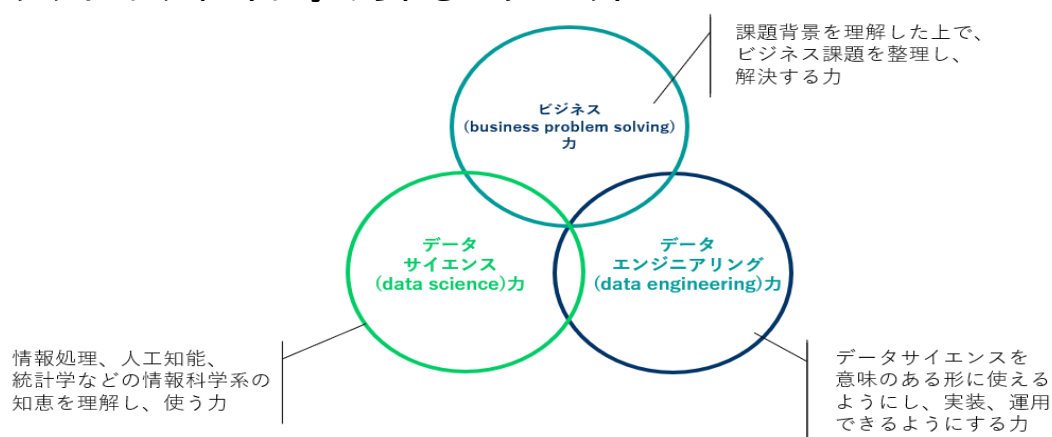 課題背景を理解した上で、
ビジネス課題を整理し、
解決する力
ビジネス
(business problem solving)
力
データ
サイエンス
(data science)力
データ
エンジニアリング
(data engineering)力
情報処理、人工知能、
統計学などの情報科学系の
知恵を理解し、使う力
データサイエンスを
意味のある形に使える
ようにし、実装、運用
できるようにする力